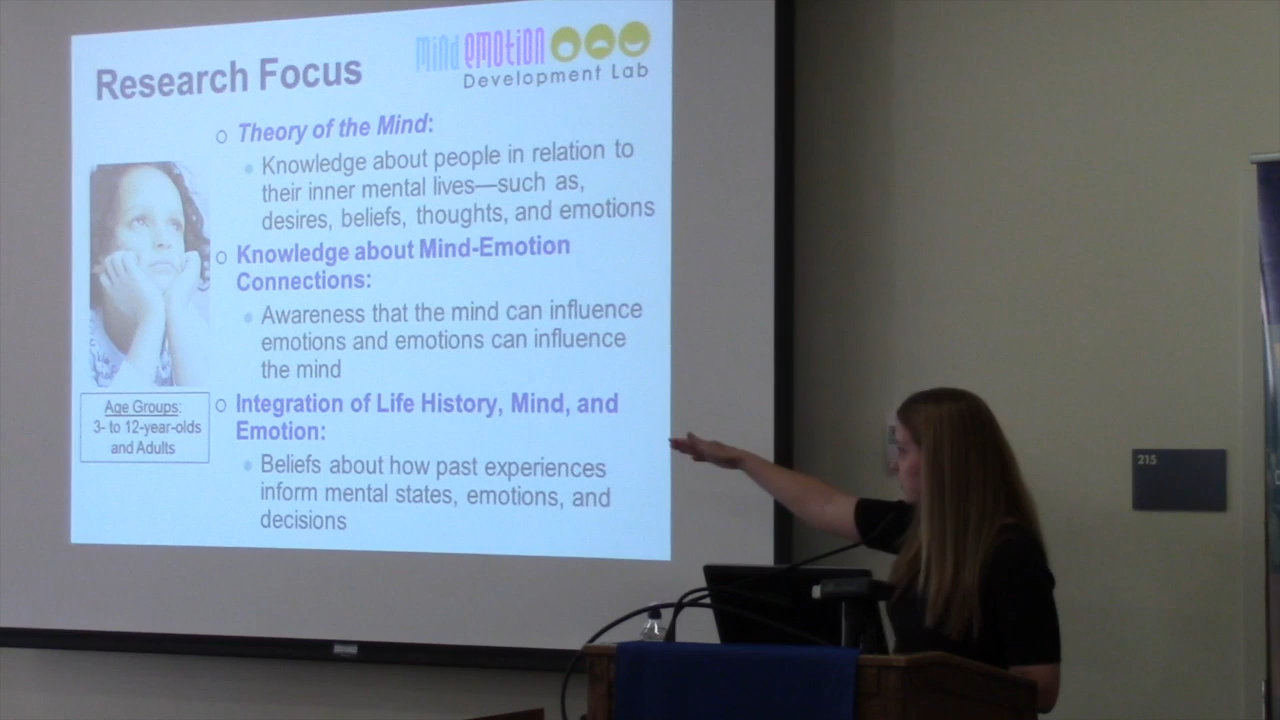 Research Focus
mind emotion
Development Lab
Theory of the Mind:
Knowledge about people in relation to
their inner mental lives—such as,
desires, beliefs, thoughts, and emotions
Knowledge about Mind-Emotion
Connections:
Awareness that the mind can influence
emotions and emotions can influence
the mind
Integration of Life History, Mind, and
Emotion:
Beliefs about how past experiences
inform mental states, emotions, and
decisions
Age Groups:
3- to 12-year-olds
and Adults
215